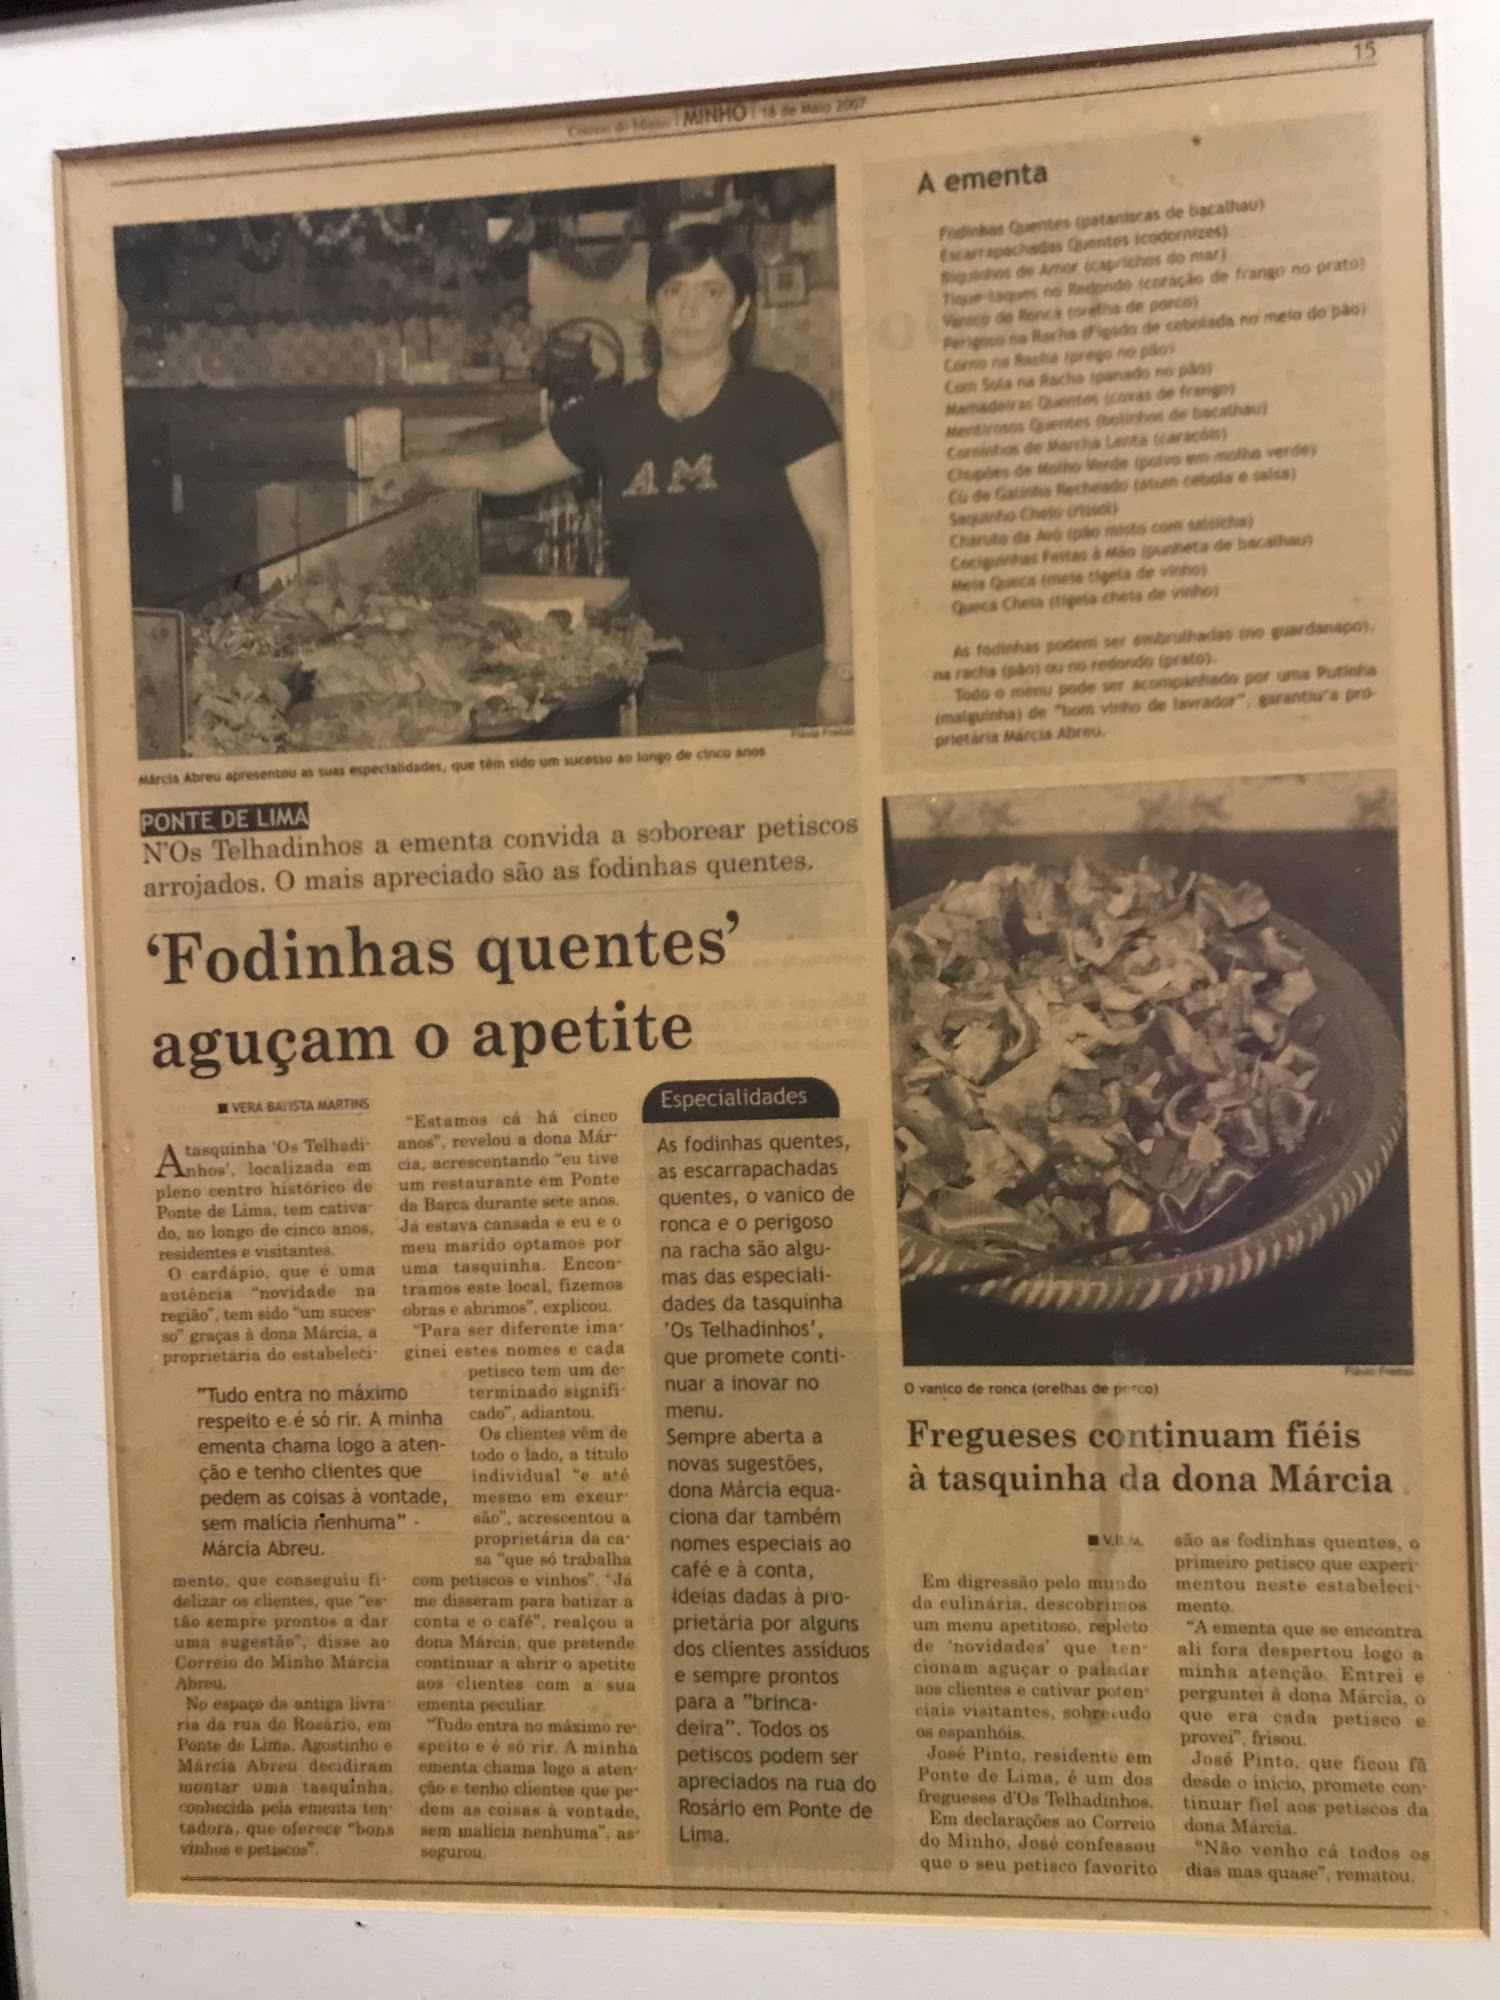 15
Correio do Minho | MINHO | 18 de Maio 2007
Flávio Freitas
Márcia Abreu apresentou as suas especialidades, que têm sido um sucesso ao longo de cinco anos
PONTE DE LIMA
N'Os Telhadinhos a ementa convida a soborear petiscos
arrojados. O mais apreciado são as fodinhas quentes.
'Fodinhas quentes'
aguçam o apetite
■ VERA BATISTA MARTINS
A tasquinha 'Os Telhadi-
nhos', localizada em
pleno centro histórico de
Ponte de Lima, tem cativa-
do, ao longo de cinco anos,
residentes e visitantes.
O cardápio, que é uma
autência "novidade na
região", tem sido "um suces-
so" graças à dona Márcia, a
proprietária do estabeleci-
"Tudo entra no máximo
respeito e é só rir. A minha
ementa chama logo a aten-
ção e tenho clientes que
pedem as coisas à vontade,
sem malícia nenhuma" -
Márcia Abreu.
mento, que conseguiu fi-
delizar os clientes, que "es-
tão sempre prontos a dar
uma sugestão", disse ao
Correio do Minho Márcia
Abreu.
No espaço da antiga livra-
ria da rua do Rosário, em
Ponte de Lima, Agostinho e
Márcia Abreu decidiram
montar uma tasquinha,
conhecida pela ementa ten-
tadora, que oferece "bons
vinhos e petiscos".
"Estamos cá há cinco
anos", revelou a dona Már-
cia, acrescentando "eu tive
um restaurante em Ponte
da Barca durante sete anos.
Já estava cansada e eu e o
meu marido optamos por
uma tasquinha. Encon-
tramos este local, fizemos
obras e abrimos", explicou.
"Para ser diferente ima-
ginei estes nomes e cada
petisco tem um de-
terminado signifi-
cado", adiantou.
Os clientes vêm de
todo o lado, a título
individual "e até
mesmo em excur-
são", acrescentou a
proprietária da ca-
sa "que só trabalha
com petiscos e vinhos". "Já
me disseram para batizar a
conta e o café", realçou a
dona Márcia, que pretende
continuar a abrir o apetite
aos clientes com a sua
ementa peculiar.
"Tudo entra no máximo re-
speito e é só rir. A minha
ementa chama logo a aten-
ção e tenho clientes que pe-
dem as coisas à vontade,
sem malícia nenhuma", as-
segurou.
Especialidades
As fodinhas quentes,
as escarrapachadas
quentes, o vanico de
ronca e o perigoso
na racha são algu-
mas das especiali-
dades da tasquinha
'Os Telhadinhos',
que promete conti-
nuar a inovar no
menu.
Sempre aberta a
novas sugestões,
dona Márcia equa-
ciona dar também
nomes especiais ao
café e à conta,
ideias dadas à pro-
prietária por alguns
dos clientes assíduos
e sempre prontos
para a "brinca-
deira". Todos os
petiscos podem ser
apreciados na rua do
Rosário em Ponte de
Lima.
A ementa
Fodinhas Quentes (pataniscas de bacalhau)
Escarrapachadas Quentes (codornizes)
Biquinhos de Amor (caprichos do mar)
Tique-taques no Redondo (coração de frango no prato)
Vanico de Ronca (orelha de porco)
Perigoso na Racha (Fígado de cebolada no meio do pão)
Corno na Racha (prego no pão)
Com Sola na Racha (panado no pão)
Mamadeiras Quentes (coxas de frango)
Mentirosos Quentes (bolinhos de bacalhau)
Corninhos de Marcha Lenta (caracóis)
Chupões de Molho Verde (polvo em molho verde)
Cú de Galinha Recheado (atum cebola e salsa)
Saquinho Cheio (rissol)
Charuto da Avó (pão misto com salsicha)
Coceguinhas Feitas à Mão (punheta de bacalhau)
Meia Queca (meia tigela de vinho)
Queca Cheia (tigela cheia de vinho)
As fodinhas podem ser embrulhadas (no guardanapo),
na racha (pão) ou no redondo (prato).
Todo o menu pode ser acompanhado por uma Putinha
(malguinha) de "bom vinho de lavrador", garantiu a pro-
prietária Márcia Abreu.
Flávio Freitas
O vanico de ronca (orelhas de porco)
Fregueses continuam fiéis
à tasquinha da dona Márcia
■ V.B.M.
Em digressão pelo mundo
da culinária, descobrimos
um menu apetitoso, repleto
de 'novidades' que ten-
cionam aguçar o paladar
aos clientes e cativar poten-
ciais visitantes, sobretudo
os espanhóis.
José Pinto, residente em
Ponte de Lima, é um dos
fregueses d'Os Telhadinhos.
Em declarações ao Correio
do Minho, José confessou
que o seu petisco favorito
são as fodinhas quentes, o
primeiro petisco que experi-
mentou neste estabeleci-
mento.
"A ementa que se encontra
ali fora despertou logo a
minha atenção. Entrei e
perguntei à dona Márcia, o
que era cada petisco e
provei", frisou.
José Pinto, que ficou fã
desde o início, promete con-
tinuar fiel aos petiscos da
dona Márcia.
"Não venho cá todos os
dias mas quase", rematou.
AM